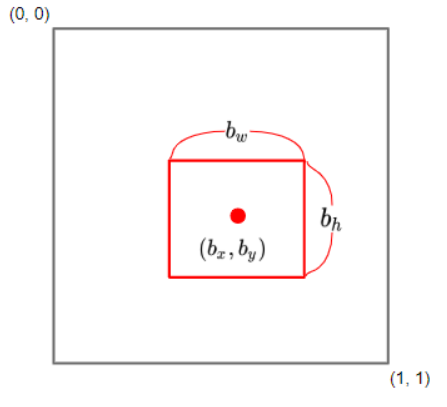 (0, 0)
b_w
b_h
(b_x, b_y)
(1, 1)